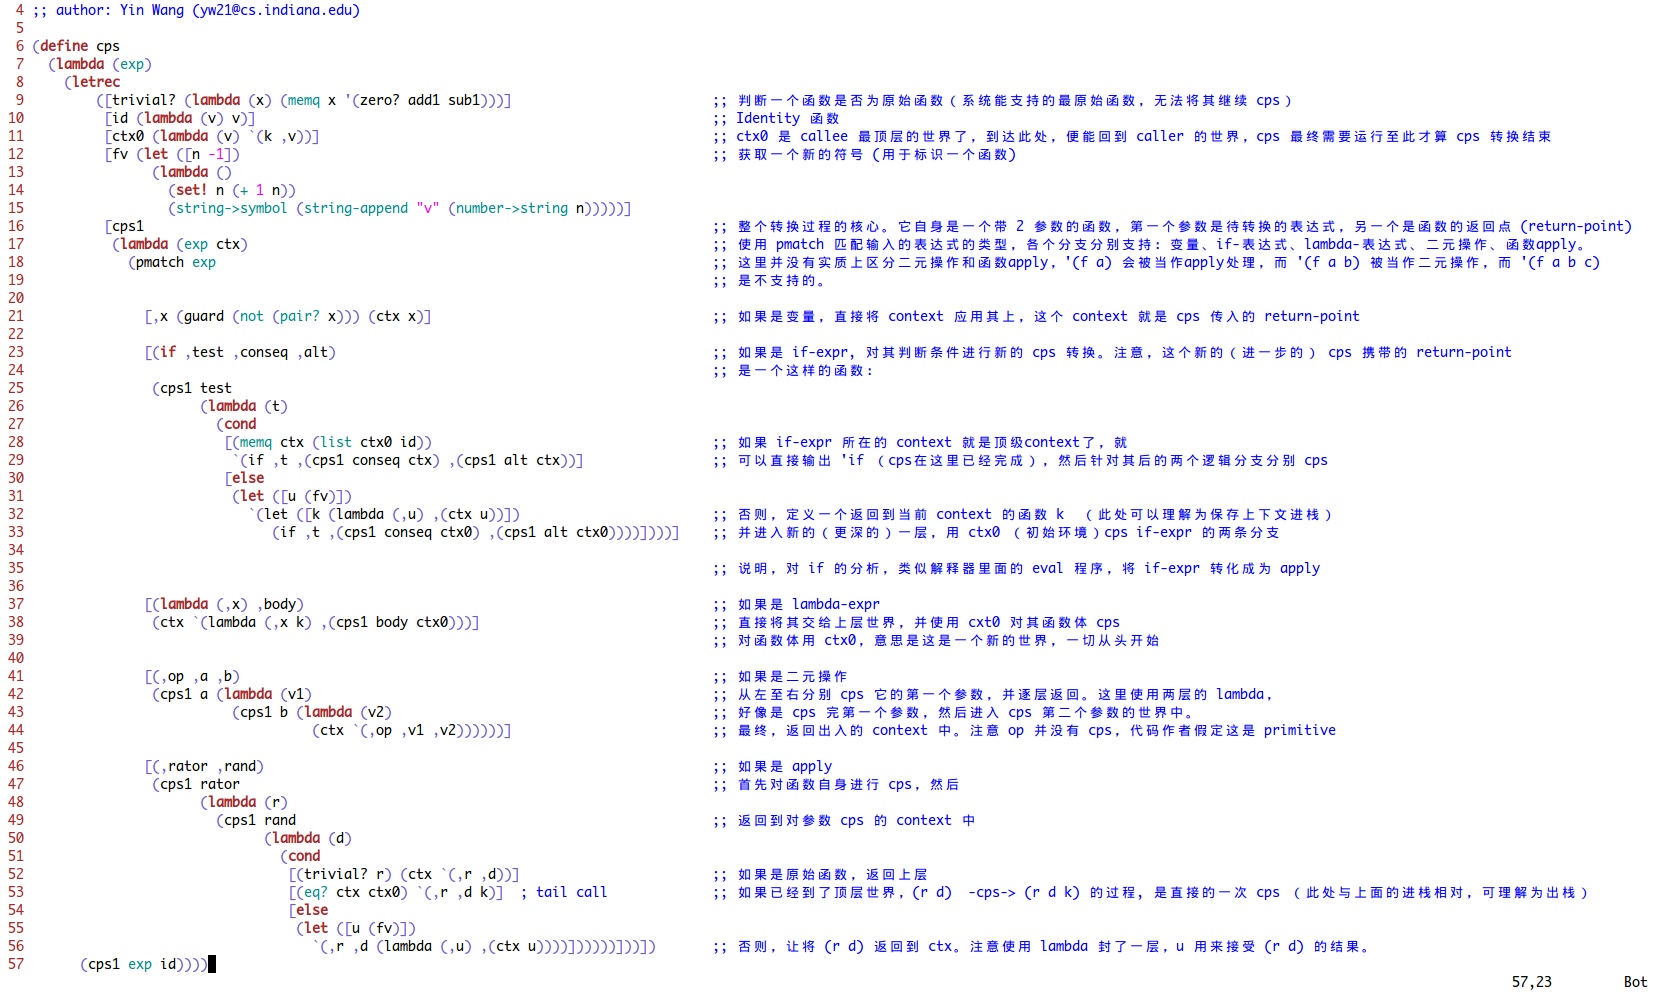 4 ;; author: Yin Wang (yw21@cs.indiana.edu)
5
6 (define cps
7   (lambda (exp)
8     (letrec
9         ([trivial? (lambda (x) (memq x '(zero? add1 sub1)))]                         ;; 判断一个函数是否为原始函数（系统能支持的最原始函数，无法将其继续 cps）
10          [id (lambda (v) v)]                                                         ;; Identity 函数
11          [ctx0 (lambda (v) `(k ,v))]                                                 ;; ctx0 是 callee 最顶层的世界了，到达此处，便能回到 caller 的世界，cps 最终需要运行至此才算 cps 转换结束
12          [fv (let ([n -1])                                                           ;; 获取一个新的符号 (用于标识一个函数)
13                (lambda ()
14                  (set! n (+ 1 n))
15                  (string->symbol (string-append "v" (number->string n)))))]
16          [cps1                                                                       ;; 整个转换过程的核心。它自身是一个带 2 参数的函数，第一个参数是待转换的表达式，另一个是函数的返回点 (return-point)
17           (lambda (exp ctx)                                                          ;; 使用 pmatch 匹配输入的表达式的类型，各个分支分别支持: 变量、if-表达式、lambda-表达式、二元操作、函数apply。
18             (pmatch exp                                                              ;; 这里并没有实质上区分二元操作和函数apply，'(f a) 会被当作apply处理，而 '(f a b) 被当作二元操作，而 '(f a b c)
19                                                                                      ;; 是不支持的。
20
21               [,x (guard (not (pair? x))) (ctx x)]                                   ;; 如果是变量，直接将 context 应用其上，这个 context 就是 cps 传入的 return-point
22
23               [(if ,test ,conseq ,alt)                                               ;; 如果是 if-expr, 对其判断条件进行新的 cps 转换。注意，这个新的（进一步的） cps 携带的 return-point
24                                                                                      ;; 是一个这样的函数:
25                (cps1 test
26                      (lambda (t)
27                        (cond
28                         [(memq ctx (list ctx0 id))                                   ;; 如果 if-expr 所在的 context 就是顶级context了，就
29                          `(if ,t ,(cps1 conseq ctx) ,(cps1 alt ctx))]                ;; 可以直接输出 'if （cps在这里已经完成），然后针对其后的两个逻辑分支分别 cps
30                         [else
31                          (let ([u (fv)])
32                            `(let ([k (lambda (,u) ,(ctx u))])                        ;; 否则，定义一个返回到当前 context 的函数 k （此处可以理解为保存上下文进栈）
33                               (if ,t ,(cps1 conseq ctx0) ,(cps1 alt ctx0))))])))]    ;; 并进入新的（更深的）一层，用 ctx0 （初始环境）cps if-expr 的两条分支
34
35                                                                                      ;; 说明，对 if 的分析，类似解释器里面的 eval 程序，将 if-expr 转化成为 apply
36
37               [(lambda (,x) ,body)                                                   ;; 如果是 lambda-expr
38                (ctx `(lambda (,x k) ,(cps1 body ctx0)))]                             ;; 直接将其交给上层世界，并使用 cxt0 对其函数体 cps
39                                                                                      ;; 对函数体用 ctx0，意思是这是一个新的世界，一切从头开始
40
41               [(,op ,a ,b)                                                           ;; 如果是二元操作
42                (cps1 a (lambda (v1)                                                  ;; 从左至右分别 cps 它的第一个参数，并逐层返回。这里使用两层的 lambda，
43                          (cps1 b (lambda (v2)                                        ;; 好像是 cps 完第一个参数，然后进入 cps 第二个参数的世界中。
44                                    (ctx `(,op ,v1 ,v2))))))]                         ;; 最终，返回出入的 context 中。注意 op 并没有 cps，代码作者假定这是 primitive
45
46               [(,rator ,rand)                                                        ;; 如果是 apply
47                (cps1 rator                                                           ;; 首先对函数自身进行 cps，然后
48                      (lambda (r)
49                        (cps1 rand                                                    ;; 返回到对参数 cps 的 context 中
50                              (lambda (d)
51                                (cond
52                                 [(trivial? r) (ctx `(,r ,d))]                        ;; 如果是原始函数，返回上层
53                                 [(eq? ctx ctx0) `(,r ,d k)]  ; tail call             ;; 如果已经到了顶层世界，(r d)  -cps-> (r d k) 的过程，是直接的一次 cps （此处与上面的进栈相对，可理解为出栈）
54                                 [else
55                                  (let ([u (fv)])
56                                    `(,r ,d (lambda (,u) ,(ctx u))))])))))]))])       ;; 否则，让将 (r d) 返回到 ctx。注意使用 lambda 封了一层，u 用来接受 (r d) 的结果。
57       (cps1 exp id))))
57,23         Bot